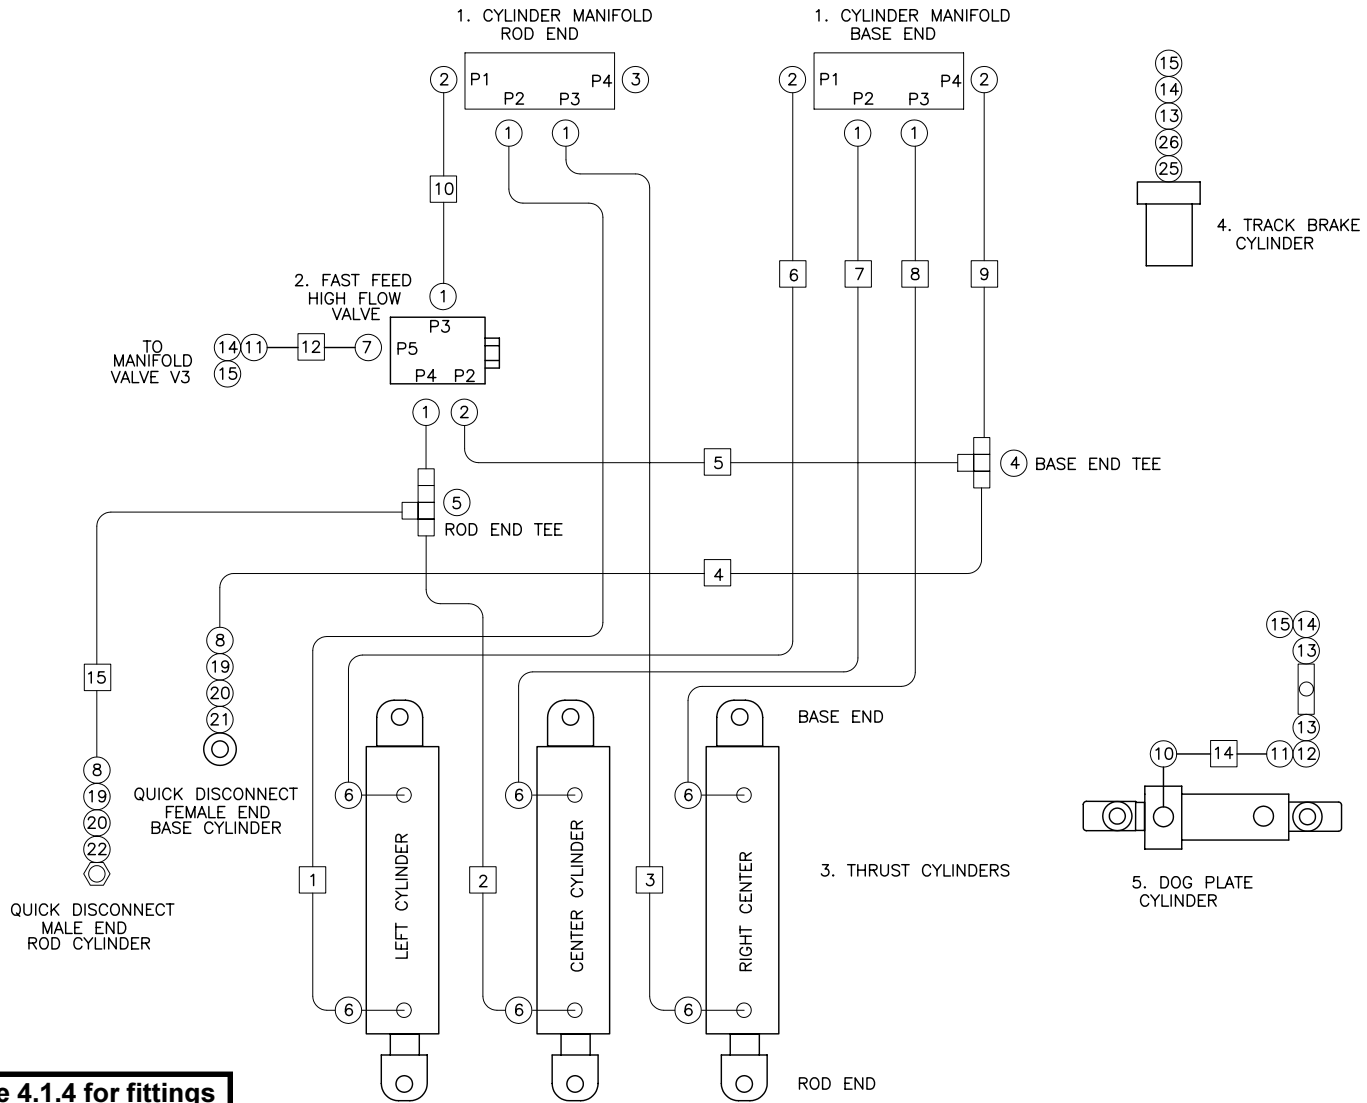 1. CYLINDER MANIFOLD
ROD END
2
P1
P2
P3
P4
3
1
1
10
1. CYLINDER MANIFOLD
BASE END
2
P1
P2
P3
P4
2
1
1
6
7
8
9
15
14
13
26
25
4. TRACK BRAKE
CYLINDER
2. FAST FEED
HIGH FLOW
VALVE
1
P3
P5
P4
P2
TO
MANIFOLD
VALVE V3
14
11
12
7
15
1
2
5
4
BASE END TEE
5
ROD END TEE
4
15
8
19
20
21
QUICK DISCONNECT
FEMALE END
BASE CYLINDER
8
19
20
22
QUICK DISCONNECT
MALE END
ROD CYLINDER
BASE END
6
6
6
LEFT CYLINDER
CENTER CYLINDER
RIGHT CENTER
1
2
3
3. THRUST CYLINDERS
6
6
6
ROD END
15
14
13
13
10
14
11
12
5. DOG PLATE
CYLINDER
4.1.4 for fittings